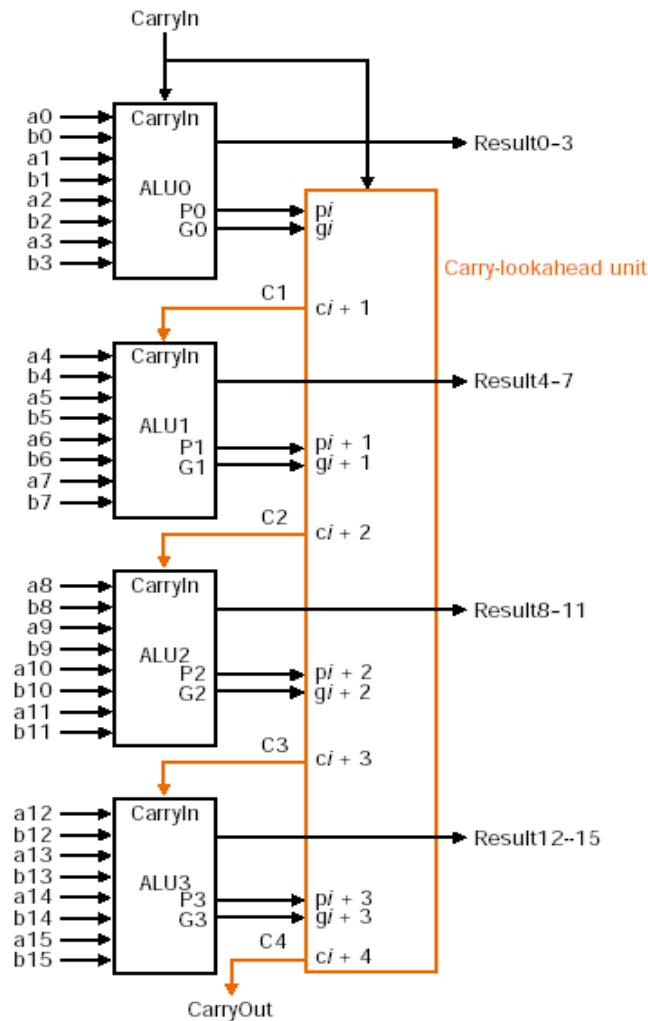 CarryIn
a0
b0
a1
b1
a2
b2
a3
b3
CarryIn
ALU0
P0
G0
Result0-3
pi
gi
Carry-lookahead unit
C1
ci + 1
a4
b4
a5
b5
a6
b6
a7
b7
CarryIn
ALU1
P1
G1
Result4-7
pi + 1
gi + 1
C2
ci + 2
a8
b8
a9
b9
a10
b10
a11
b11
CarryIn
ALU2
P2
G2
Result8-11
pi + 2
gi + 2
C3
ci + 3
a12
b12
a13
b13
a14
b14
a15
b15
CarryIn
ALU3
P3
G3
Result12--15
pi + 3
gi + 3
C4
ci + 4
CarryOut